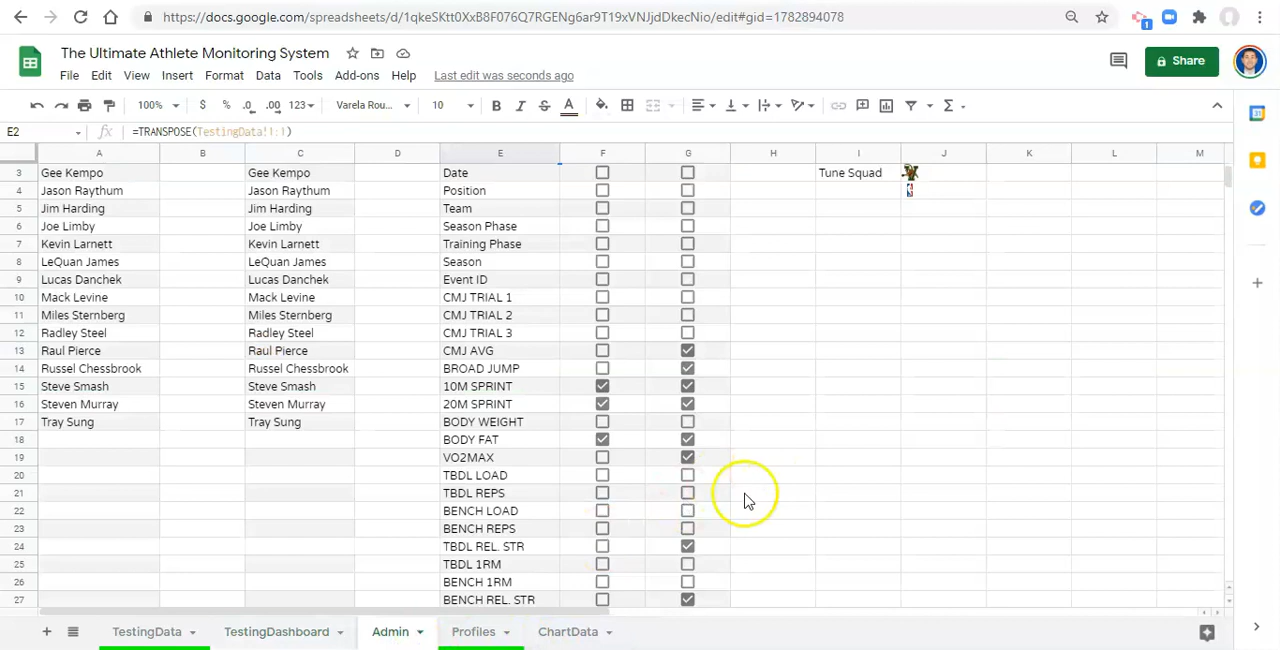 https://docs.google.com/spreadsheets/d/1qkeSKtt0XxB8F076Q7RGENg6ar9T19xVNJjdDkecNio/edit#gid=1782894078
1
The Ultimate Athlete Monitoring System
File Edit View Insert Format Data Tools Add-ons Help Last edit was seconds ago
Share
100% $ % .0 .00 123 Varela Rou... 10 B I S A
E2 fx =TRANSPOSE(TestingData!1:1)
A B C D E F G H I J K L M
3 Gee Kempo Gee Kempo Date Tune Squad
4 Jason Raythum Jason Raythum Position
5 Jim Harding Jim Harding Team
6 Joe Limby Joe Limby Season Phase
7 Kevin Larnett Kevin Larnett Training Phase
8 LeQuan James LeQuan James Season
9 Lucas Danchek Lucas Danchek Event ID
10 Mack Levine Mack Levine CMJ TRIAL 1
11 Miles Sternberg Miles Sternberg CMJ TRIAL 2
12 Radley Steel Radley Steel CMJ TRIAL 3
13 Raul Pierce Raul Pierce CMJ AVG
14 Russel Chessbrook Russel Chessbrook BROAD JUMP
15 Steve Smash Steve Smash 10M SPRINT
16 Steven Murray Steven Murray 20M SPRINT
17 Tray Sung Tray Sung BODY WEIGHT
18 BODY FAT
19 VO2MAX
20 TBDL LOAD
21 TBDL REPS
22 BENCH LOAD
23 BENCH REPS
24 TBDL REL. STR
25 TBDL 1RM
26 BENCH 1RM
27 BENCH REL. STR
TestingData TestingDashboard Admin Profiles ChartData